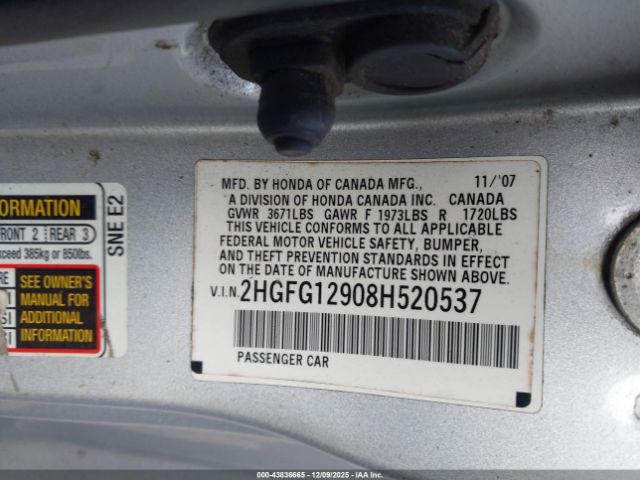 ORMATION
FRONT 2 REAR 3
xceed 385kg or 850lbs.
SEE OWNER'S
MANUAL FOR
ADDITIONAL
INFORMATION
SNE E2
MFD. BY HONDA OF CANADA MFG., 11/'07
A DIVISION OF HONDA CANADA INC. CANADA
GVWR 3671LBS GAWR F 1973LBS R 1720LBS
THIS VEHICLE CONFORMS TO ALL APPLICABLE
FEDERAL MOTOR VEHICLE SAFETY, BUMPER,
AND THEFT PREVENTION STANDARDS IN EFFECT
ON THE DATE OF MANUFACTURE SHOWN ABOVE.
V.I.N. 2HGFG12908H520537
PASSENGER CAR
© 43836665 - 12/09/2025 - IAA Holdings, LLC